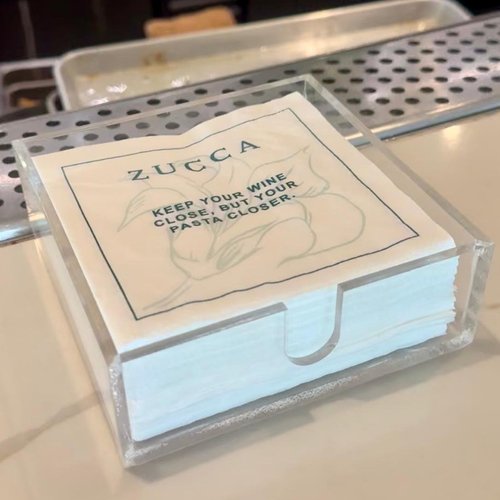 ZUCCA
KEEP YOUR WINE
CLOSE, BUT YOUR
PASTA CLOSER.